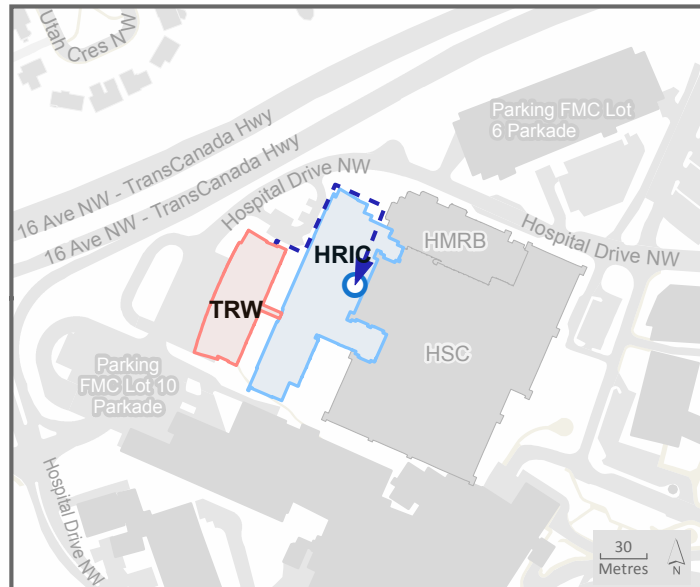 Utah Cres NW
16 Ave NW - TransCanada Hwy
16 Ave NW - TransCanada Hwy
Hospital Drive NW
Parking FMC Lot
6 Parkade
Hospital Drive NW
HMRB
HRIC
TRW
HSC
Parking
FMC Lot 10
Parkade
Hospital Drive NW
30
Metres
N